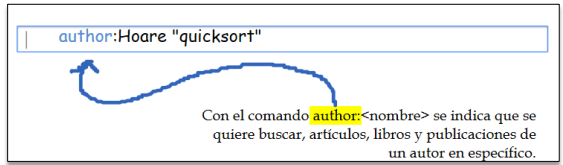 author:Hoare "quicksort"
Con el comando author:<nombre> se indica que se
quiere buscar, artículos, libros y publicaciones de
un autor en específico.